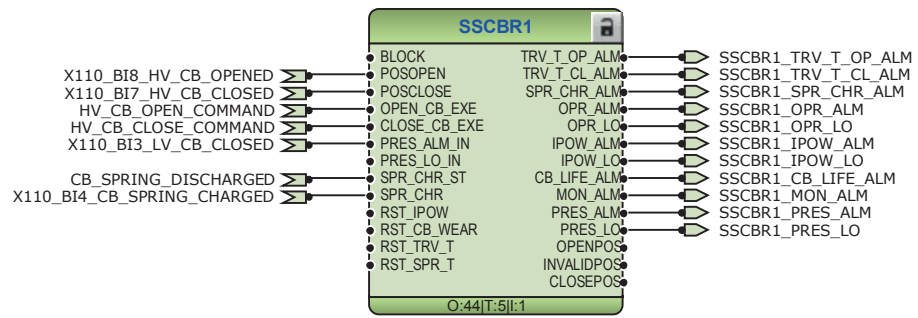 SSCBR1
BLOCK TRV_T_OP_ALM SSCBR1_TRV_T_OP_ALM
X110_BI8_HV_CB_OPENED POSOPEN TRV_T_CL_ALM SSCBR1_TRV_T_CL_ALM
X110_BI7_HV_CB_CLOSED POSCLOSE SPR_CHR_ALM SSCBR1_SPR_CHR_ALM
HV_CB_OPEN_COMMAND OPEN_CB_EXE OPR_ALM SSCBR1_OPR_ALM
HV_CB_CLOSE_COMMAND CLOSE_CB_EXE OPR_LO SSCBR1_OPR_LO
X110_BI3_LV_CB_CLOSED PRES_ALM_IN IPOW_ALM SSCBR1_IPOW_ALM
PRES_LO_IN IPOW_LO SSCBR1_IPOW_LO
CB_SPRING_DISCHARGED SPR_CHR_ST CB_LIFE_ALM SSCBR1_CB_LIFE_ALM
X110_BI4_CB_SPRING_CHARGED SPR_CHR MON_ALM SSCBR1_MON_ALM
RST_IPOW PRES_ALM SSCBR1_PRES_ALM
RST_CB_WEAR PRES_LO SSCBR1_PRES_LO
RST_TRV_T OPENPOS
RST_SPR_T INVALIDPOS
CLOSEPOS
O:44|T:5|I:1